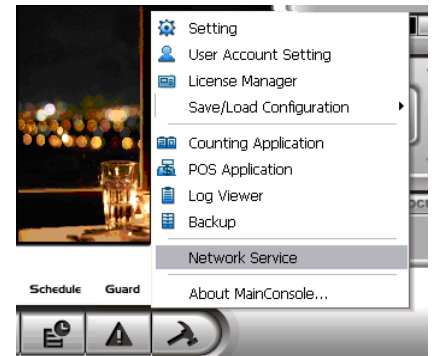 Setting
User Account Setting
License Manager
Save/Load Configuration
Counting Application
POS Application
Log Viewer
Backup
Network Service
Schedule Guard
About MainConsole...